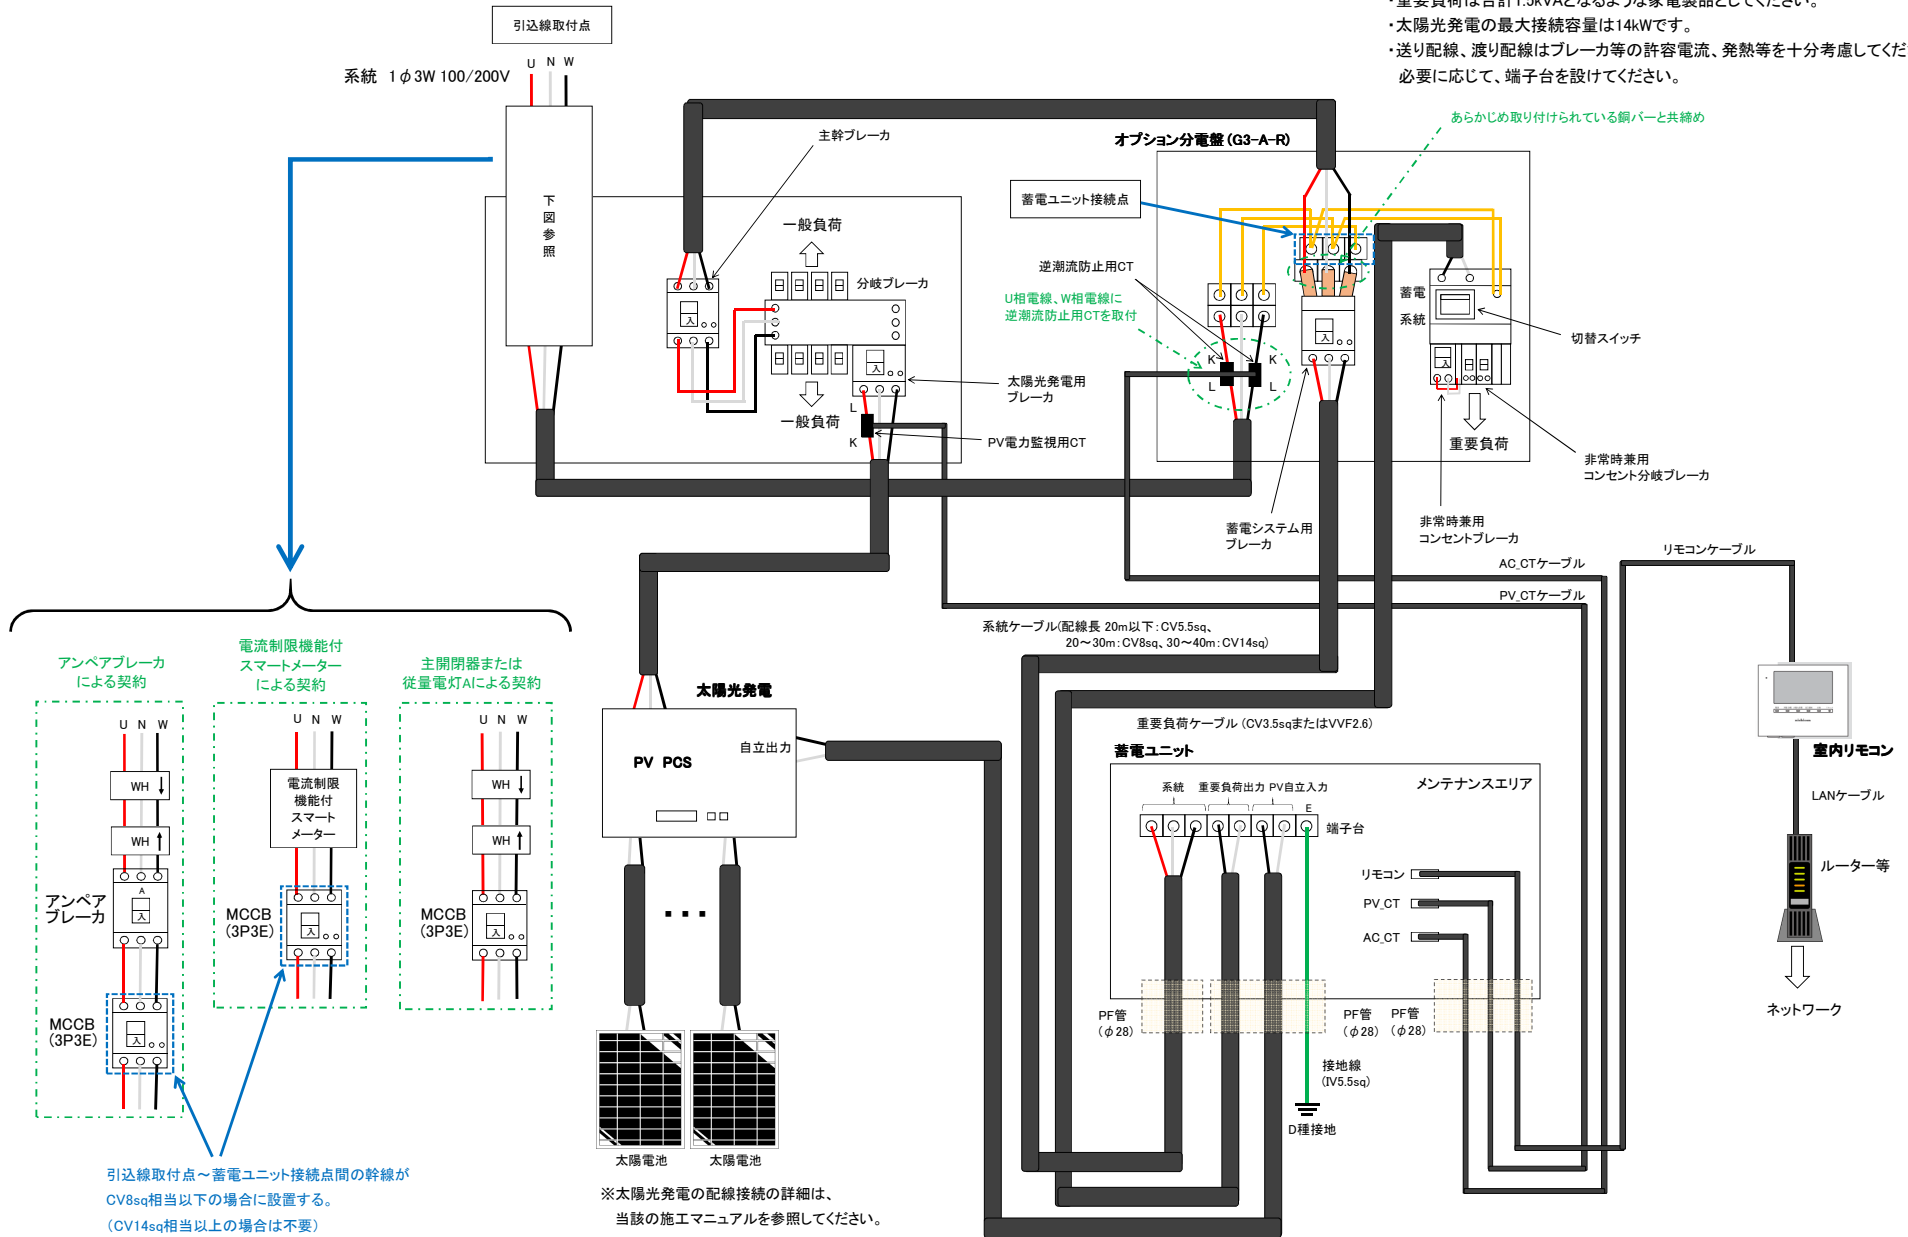 ・重要負荷は合計1.5kVAとなるような家電製品としてください。
・太陽光発電の最大接続容量は14kWです。
・送り配線、渡り配線はブレーカ等の許容電流、発熱等を十分考慮してくだ
必要に応じて、端子台を設けてください。
引込線取付点
系統 1φ3W 100/200V
U N W
下図参照
主幹ブレーカ
一般負荷
分岐ブレーカ
入
入
一般負荷
太陽光発電用
ブレーカ
L
K
PV電力監視用CT
オプション分電盤(G3-A-R)
あらかじめ取り付けられている銅バーと共締め
蓄電ユニット接続点
逆潮流防止用CT
U相電線、W相電線に
逆潮流防止用CTを取付
K K
L L
入
蓄電
系統
切替スイッチ
入
重要負荷
非常時兼用
コンセント分岐ブレーカ
非常時兼用
コンセントブレーカ
蓄電システム用
ブレーカ
リモコンケーブル
AC_CTケーブル
PV_CTケーブル
系統ケーブル(配線長 20m以下:CV5.5sq、
20～30m:CV8sq、30～40m:CV14sq)
重要負荷ケーブル (CV3.5sqまたはVVF2.6)
アンペアブレーカ
による契約
U N W
WH
WH
アンペア
ブレーカ
A
入
MCCB
(3P3E)
入
電流制限機能付
スマートメーター
による契約
U N W
電流制限
機能付
スマート
メーター
MCCB
(3P3E)
入
主開閉器または
従量電灯Aによる契約
U N W
WH
WH
MCCB
(3P3E)
入
引込線取付点～蓄電ユニット接続点間の幹線が
CV8sq相当以下の場合に設置する。
(CV14sq相当以上の場合は不要)
太陽光発電
PV PCS
自立出力
太陽電池
太陽電池
※太陽光発電の配線接続の詳細は、
当該の施工マニュアルを参照してください。
蓄電ユニット
メンテナンスエリア
系統 重要負荷出力 PV自立入力
E
端子台
リモコン
PV_CT
AC_CT
PF管
(φ28)
PF管
(φ28)
PF管
(φ28)
接地線
(IV5.5sq)
D種接地
室内リモコン
LANケーブル
ルーター等
ネットワーク